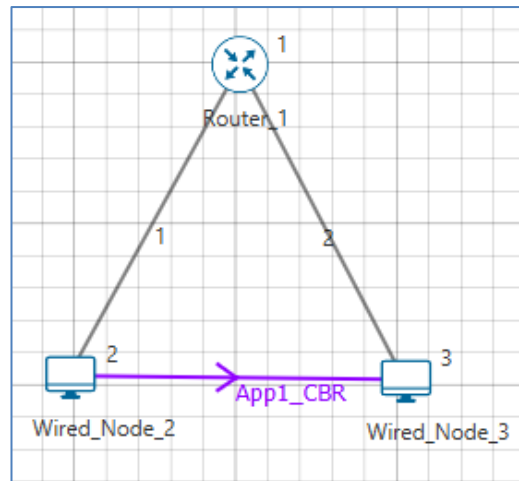 1
Router_1
1
2
2
3
App1_CBR
Wired_Node_2
Wired_Node_3